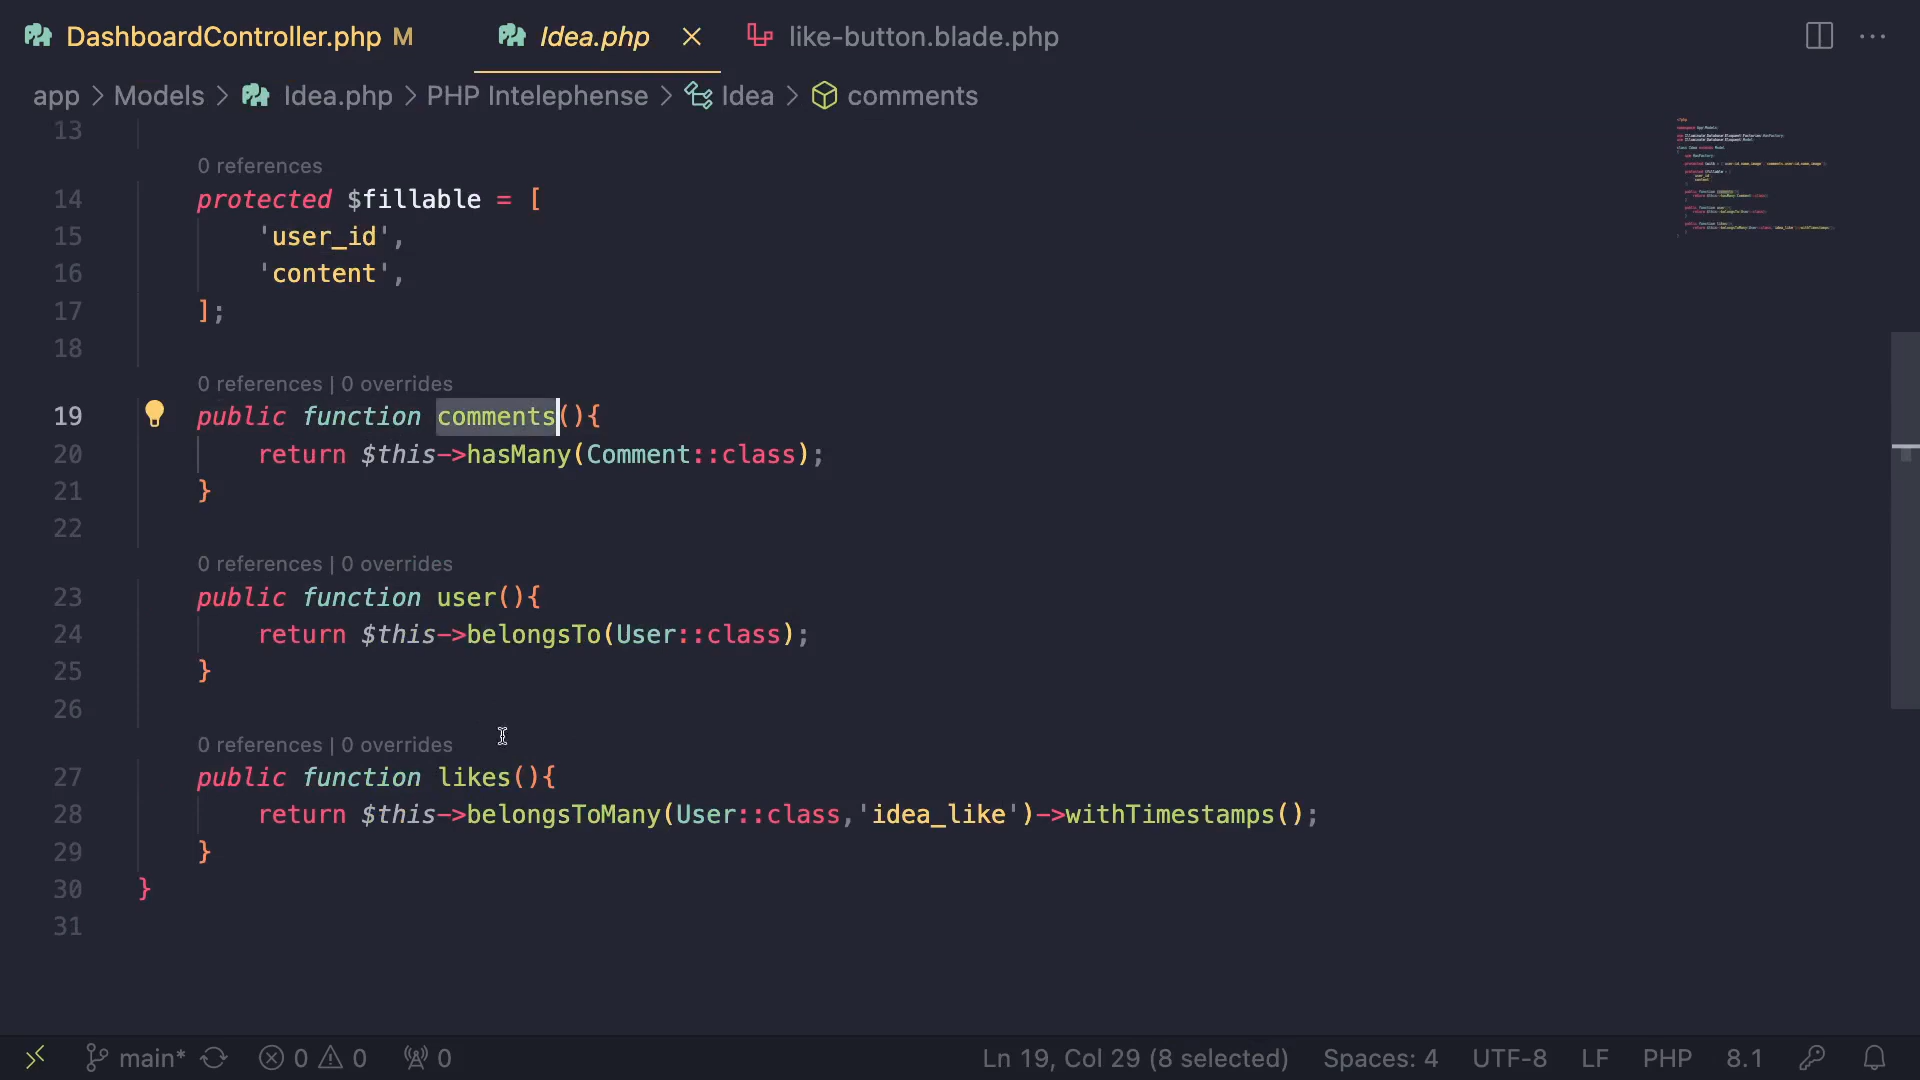 DashboardController.php M
Idea.php
like-button.blade.php
app > Models > Idea.php > PHP Intelephense > Idea > comments
13
0 references
14 protected $fillable = [
15 'user_id',
16 'content',
17 ];
18
0 references | 0 overrides
19 public function comments(){
20 return $this->hasMany(Comment::class);
21 }
22
0 references | 0 overrides
23 public function user(){
24 return $this->belongsTo(User::class);
25 }
26
0 references | 0 overrides
27 public function likes(){
28 return $this->belongsToMany(User::class,'idea_like')->withTimestamps();
29 }
30 }
31
main* 0 0 0 Ln 19, Col 29 (8 selected) Spaces: 4 UTF-8 LF PHP 8.1